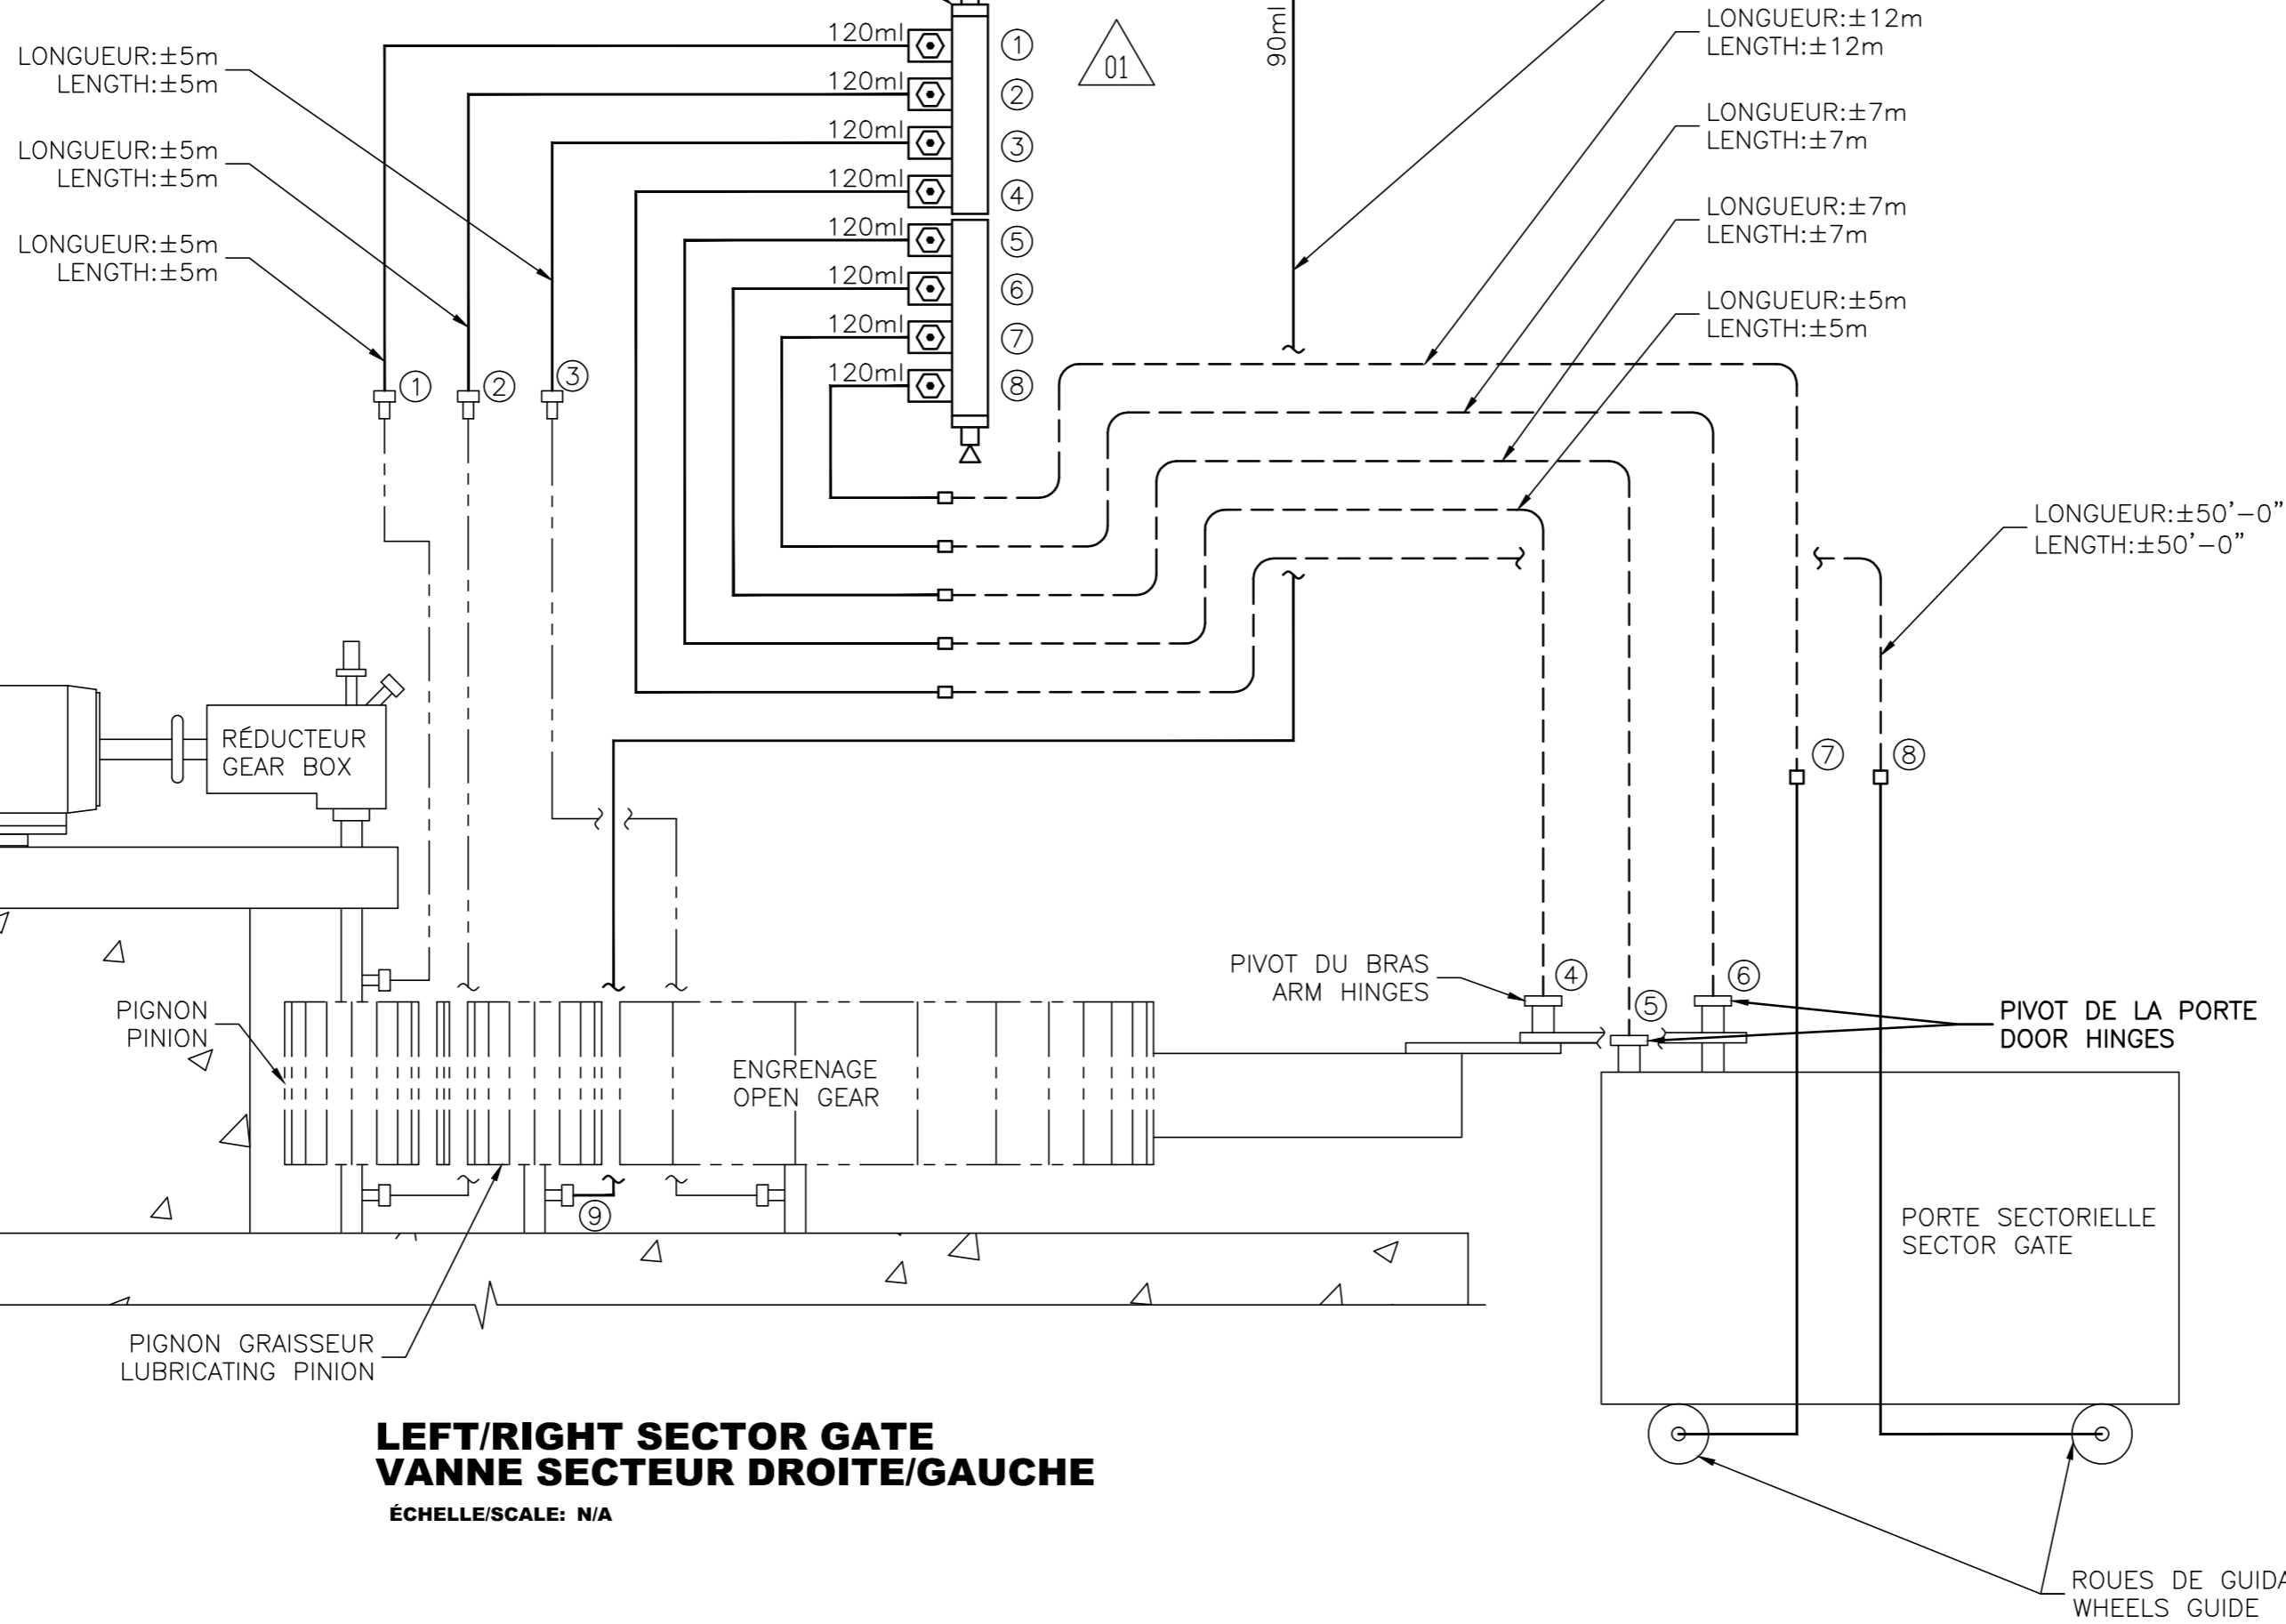 LONGUEUR:±5m
LENGTH:±5m
LONGUEUR:±5m
LENGTH:±5m
LONGUEUR:±5m
LENGTH:±5m
120ml
1
120ml
2
120ml
3
120ml
4
120ml
5
120ml
6
120ml
7
120ml
8
01
90ml
LONGUEUR:±12m
LENGTH:±12m
LONGUEUR:±7m
LENGTH:±7m
LONGUEUR:±7m
LENGTH:±7m
LONGUEUR:±5m
LENGTH:±5m
1
2
3
LONGUEUR:±50'-0"
LENGTH:±50'-0"
RÉDUCTEUR
GEAR BOX
7
8
PIVOT DU BRAS
ARM HINGES
4
5
6
PIVOT DE LA PORTE
DOOR HINGES
PIGNON
PINION
ENGRENAGE
OPEN GEAR
9
PORTE SECTORIELLE
SECTOR GATE
PIGNON GRAISSEUR
LUBRICATING PINION
LEFT/RIGHT SECTOR GATE
VANNE SECTEUR DROITE/GAUCHE
ÉCHELLE/SCALE: N/A
ROUES DE GUIDA
WHEELS GUIDE